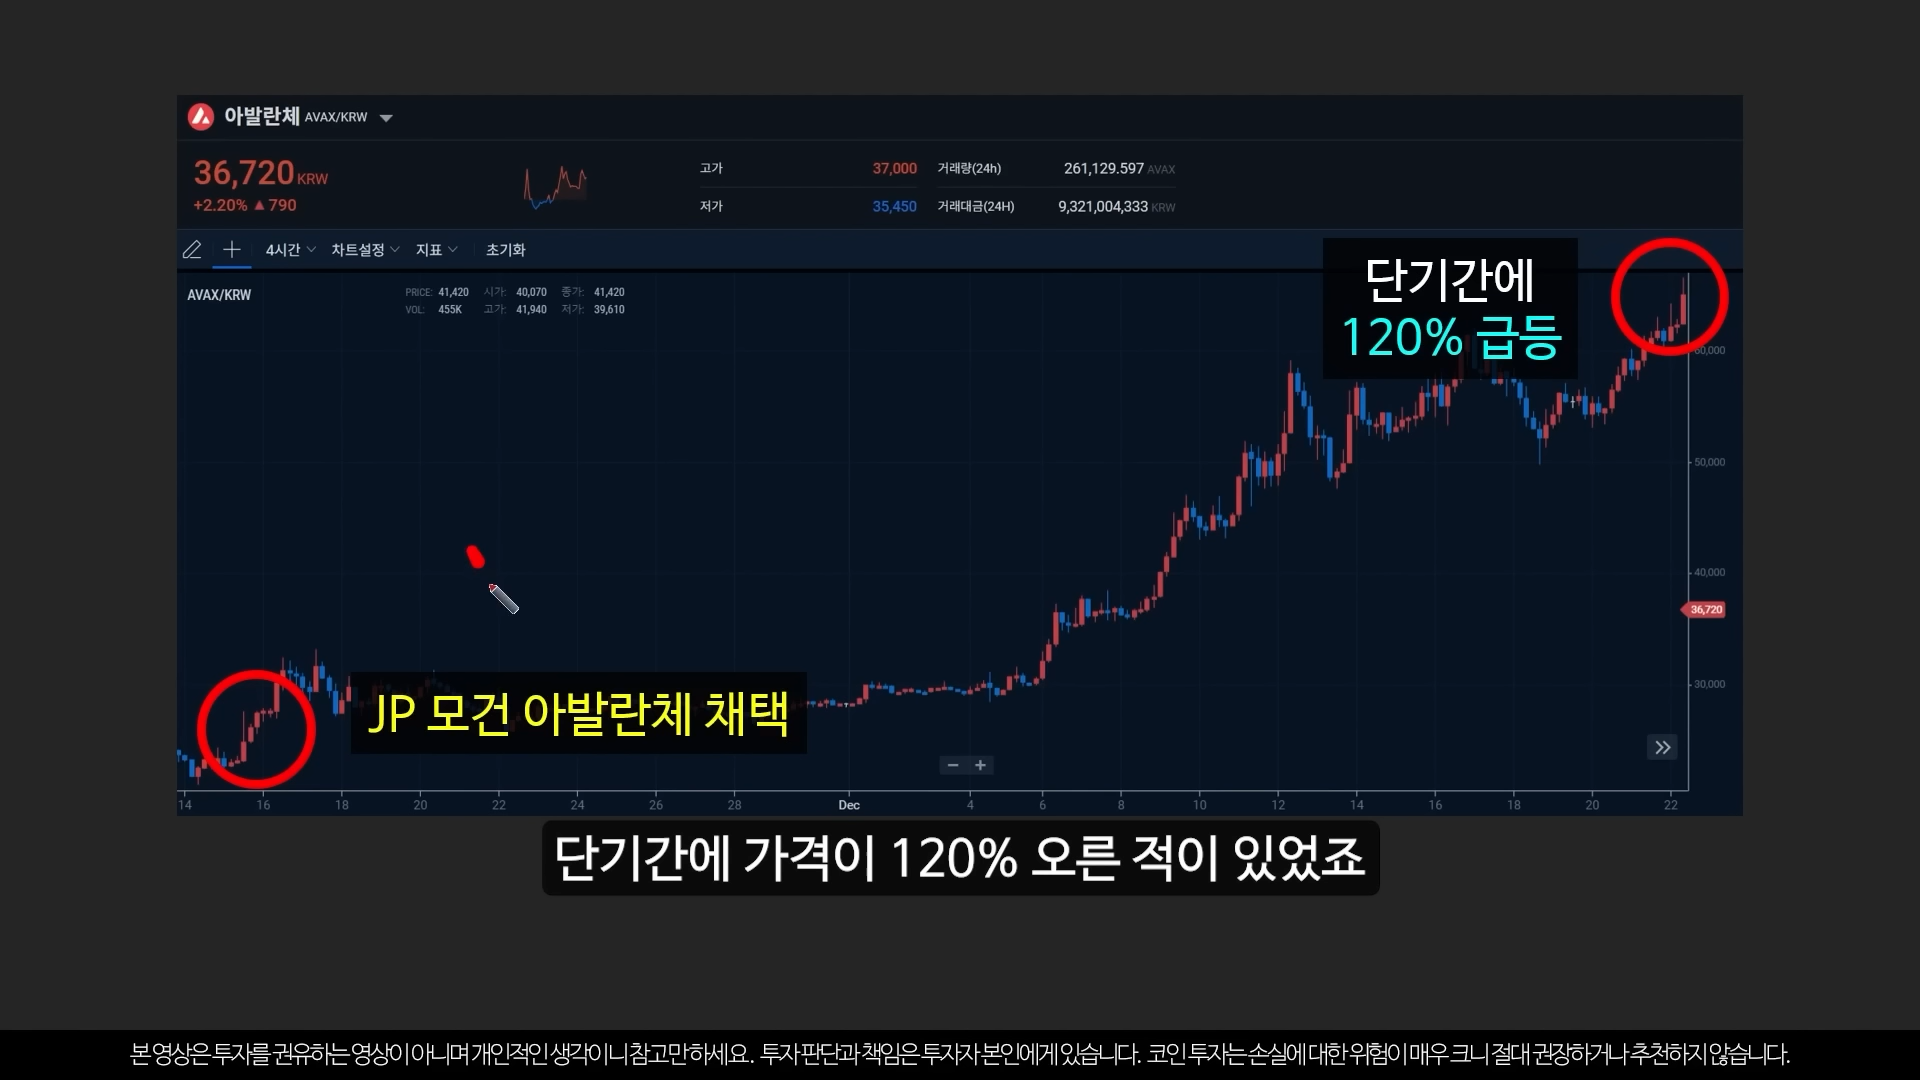 아발란체 AVAX/KRW
36,720 KRW
+2.20% ▲ 790
고가 37,000 거래량(24h) 261,129.597 AVAX
저가 35,450 거래대금(24H) 9,321,004,333 KRW
4시간 차트설정 지표 초기화
AVAX/KRW
PRICE: 41,420 시가: 40,070 종가: 41,420
VOL: 455K 고가: 41,940 저가: 39,610
단기간에
120% 급등
60,000
50,000
40,000
36,720
30,000
JP 모건 아발란체 채택
14 16 18 20 22 24 26 28 Dec 4 6 8 10 12 14 16 18 20 22
단기간에 가격이 120% 오른 적이 있었죠
본 영상은 투자를 권유하는 영상이 아니며 개인적인 생각이니 참고만 하세요. 투자 판단과 책임은 투자자 본인에게 있습니다. 코인 투자는 손실에 대한 위험이 매우 크니 절대 권장하거나 추천하지 않습니다.